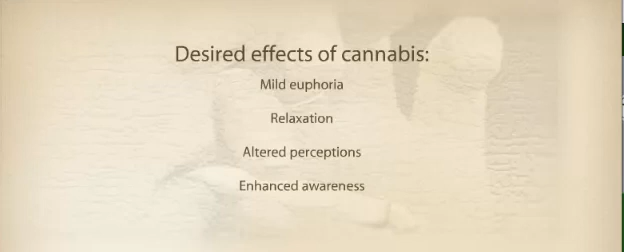 Desired effects of cannabis:
Mild euphoria
Relaxation
Altered perceptions
Enhanced awareness